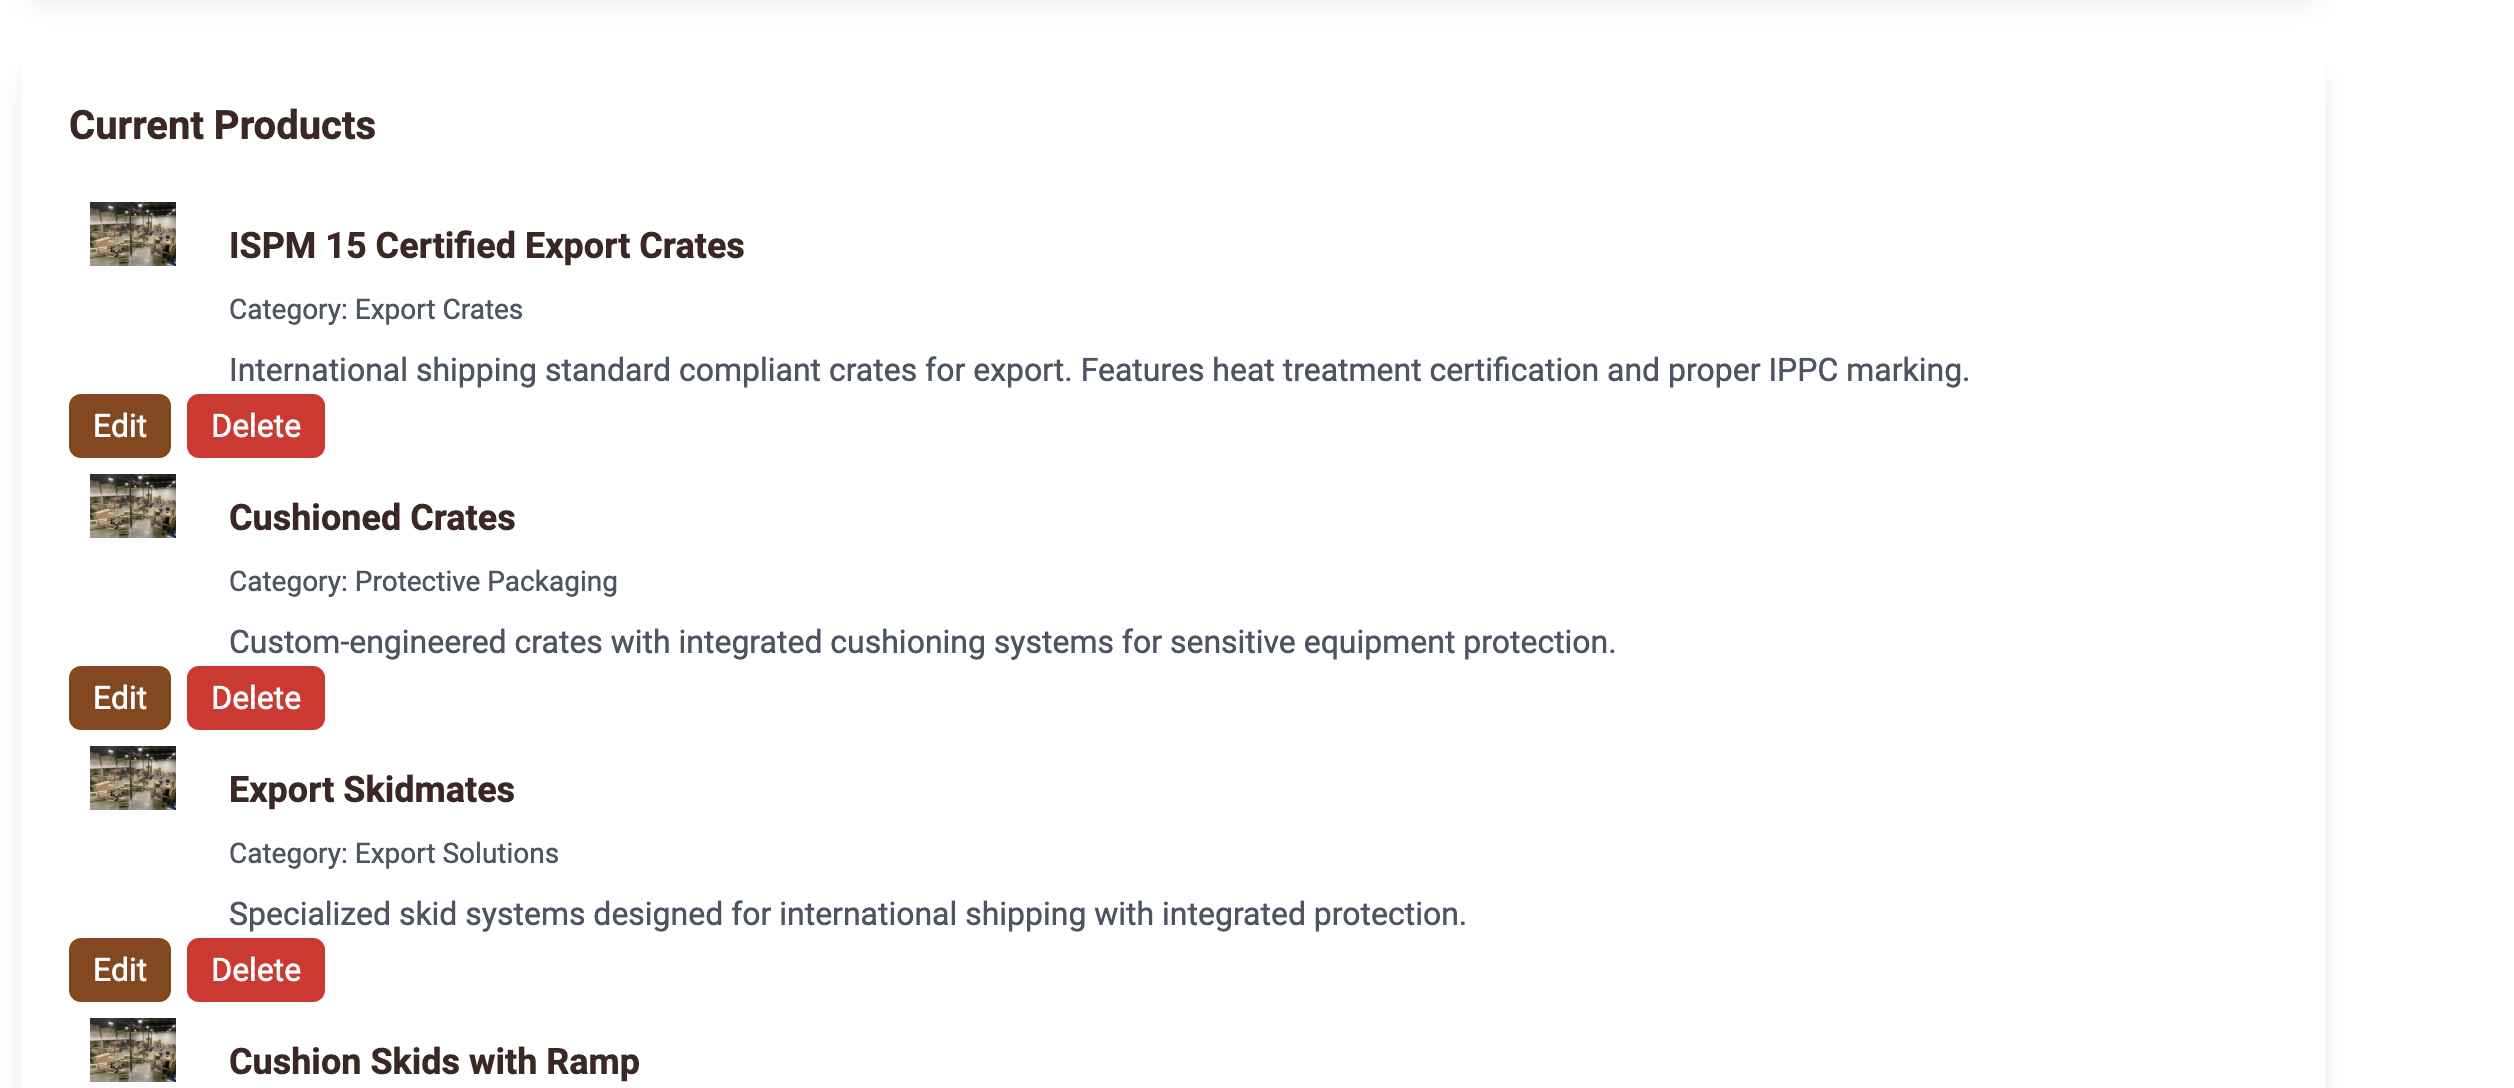 Current Products
ISPM 15 Certified Export Crates
Category: Export Crates
International shipping standard compliant crates for export. Features heat treatment certification and proper IPPC marking.
Edit Delete
Cushioned Crates
Category: Protective Packaging
Custom-engineered crates with integrated cushioning systems for sensitive equipment protection.
Edit Delete
Export Skidmates
Category: Export Solutions
Specialized skid systems designed for international shipping with integrated protection.
Edit Delete
Cushion Skids with Ramp